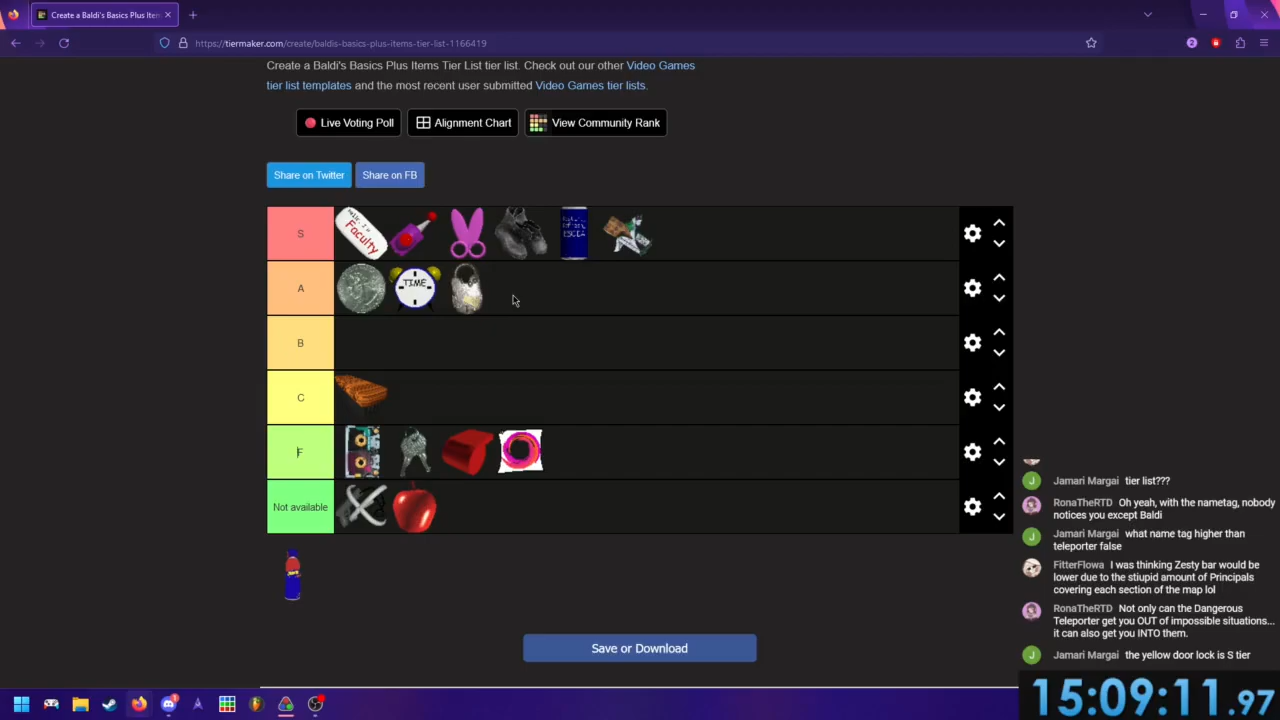 Create a Baldi's Basics Plus Item
https://tiermaker.com/create/baldis-basics-plus-items-tier-list-1166419
2
Create a Baldi's Basics Plus Items Tier List tier list. Check out our other Video Games
tier list templates and the most recent user submitted Video Games tier lists.
Live Voting Poll
Alignment Chart
View Community Rank
Share on Twitter
Share on FB
S
Faculty
A
TIME
B
C
F
Not available
Save or Download
Jamari Margai tier list???
RonaTheRTD Oh yeah, with the nametag, nobody
notices you except Baldi
Jamari Margai what name tag higher than
teleporter false
FitterFlowa I was thinking Zesty bar would be
lower due to the stiupid amount of Principals
covering each section of the map lol
RonaTheRTD Not only can the Dangerous
Teleporter get you OUT of impossible situations...
it can also get you INTO them.
Jamari Margai the yellow door lock is S tier
15:09:11.97